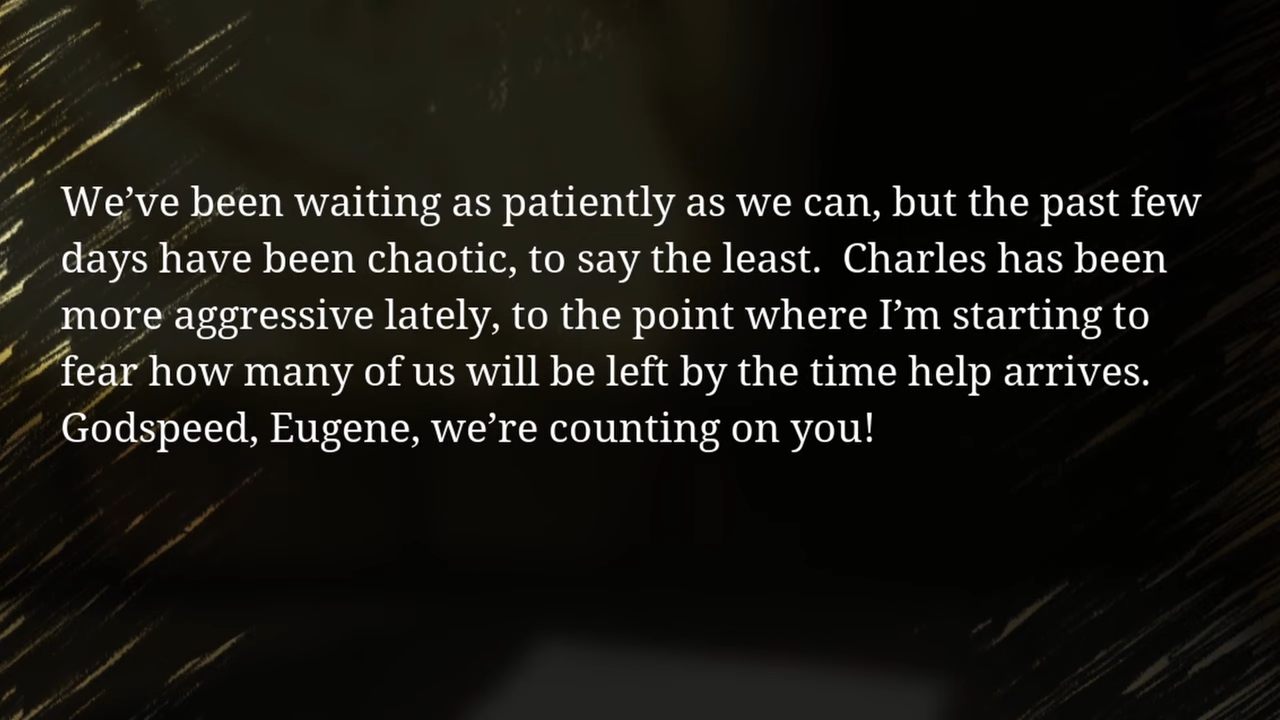 We’ve been waiting as patiently as we can, but the past few
days have been chaotic, to say the least.  Charles has been
more aggressive lately, to the point where I’m starting to
fear how many of us will be left by the time help arrives.
Godspeed, Eugene, we’re counting on you!